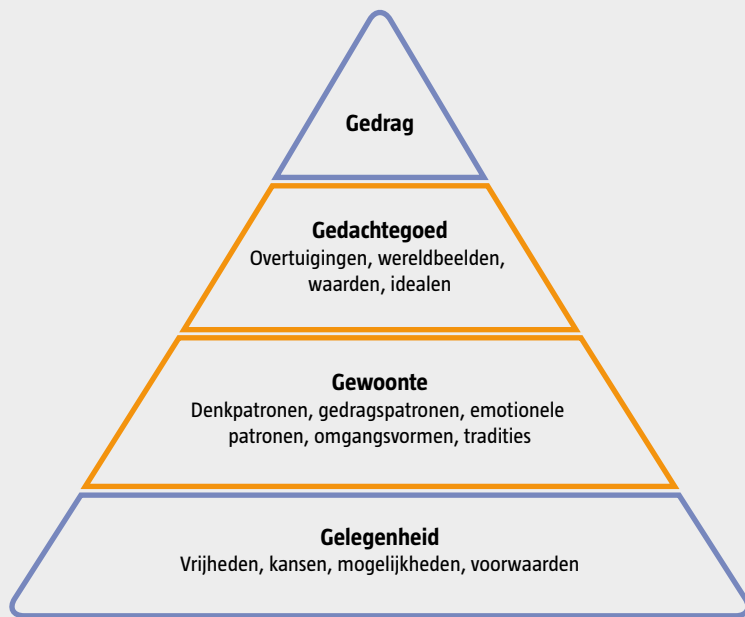 Gedrag
Gedachtegoed
Overtuigingen, wereldbeelden,
waarden, idealen
Gewoonte
Denkpatronen, gedragspatronen, emotionele
patronen, omgangsvormen, tradities
Gelegenheid
Vrijheden, kansen, mogelijkheden, voorwaarden